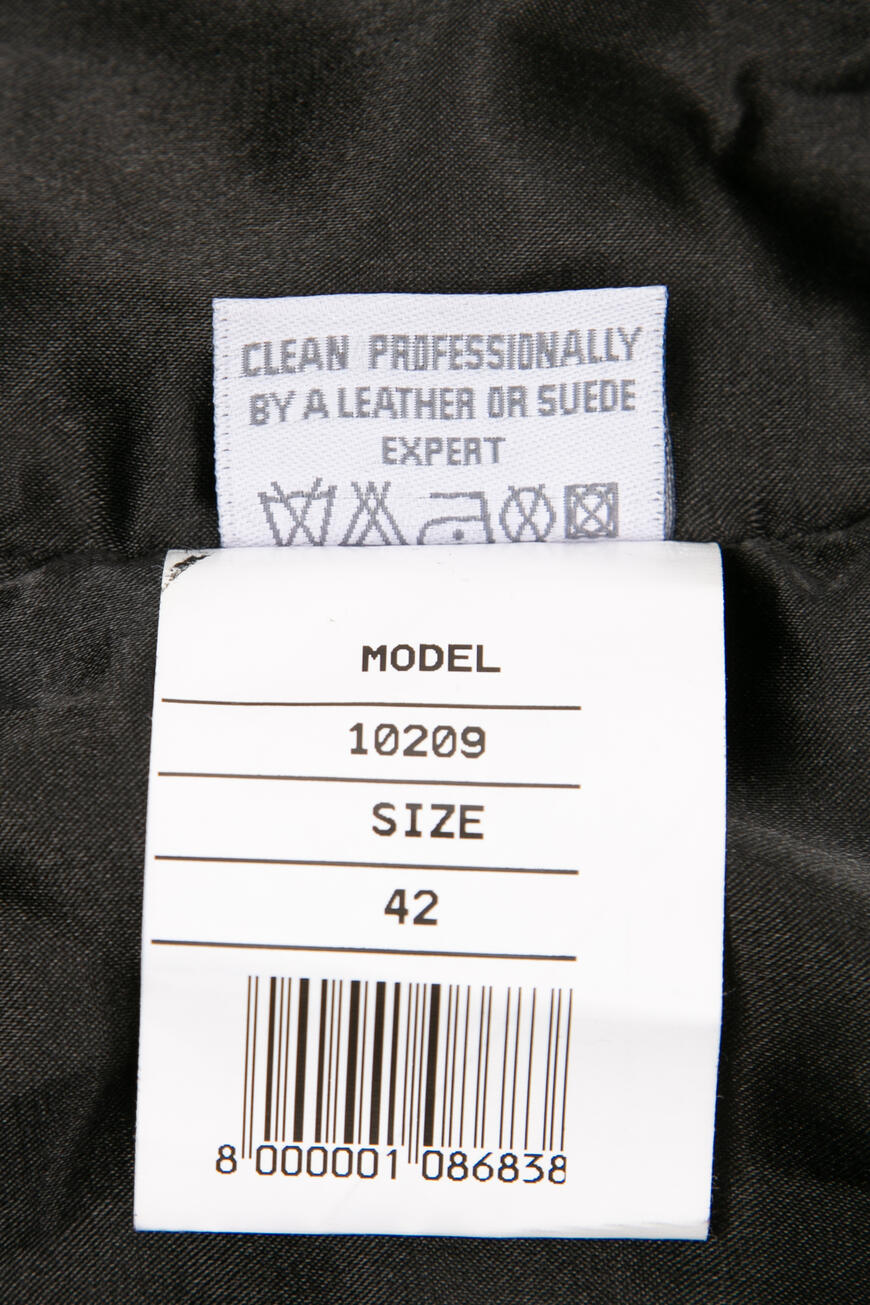 CLEAN PROFESSIONALLY
BY A LEATHER OR SUEDE
EXPERT
MODEL
10209
SIZE
42
8 000001 086838